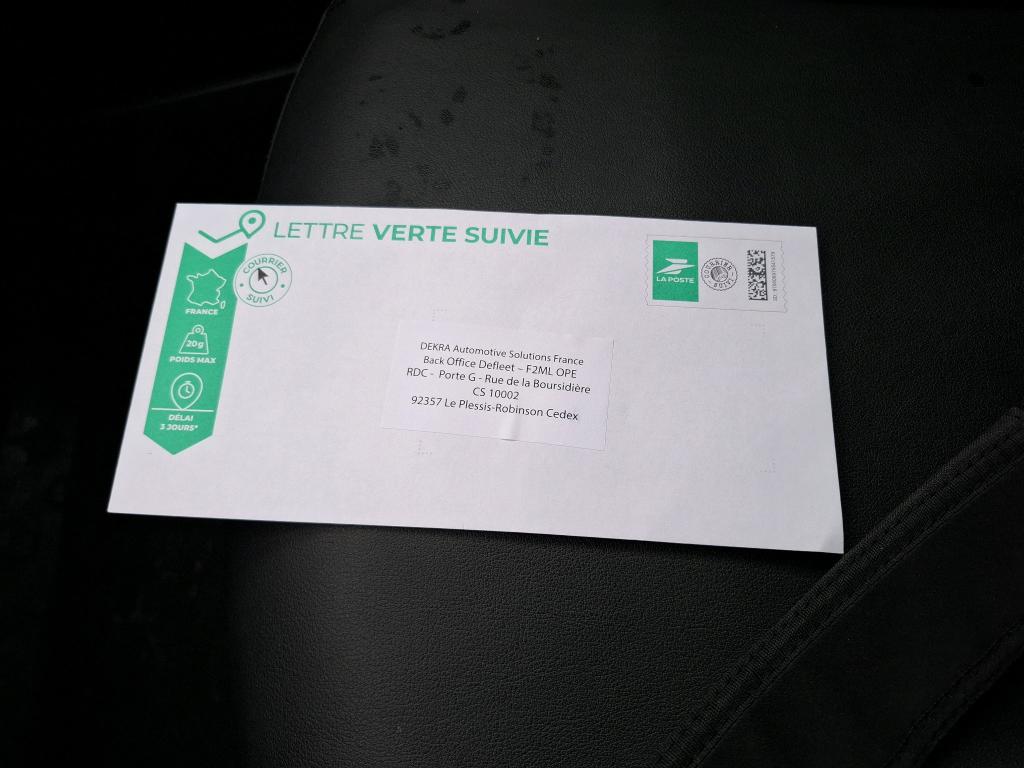 LETTRE VERTE SUIVIE
COURRIER
SUIVI
FRANCE
20g
POIDS MAX
DÉLAI
3 JOURS*
LA POSTE
DEKRA Automotive Solutions France
Back Office Defleet – F2ML OPE
RDC - Porte G - Rue de la Boursidière
CS 10002
92357 Le Plessis-Robinson Cedex